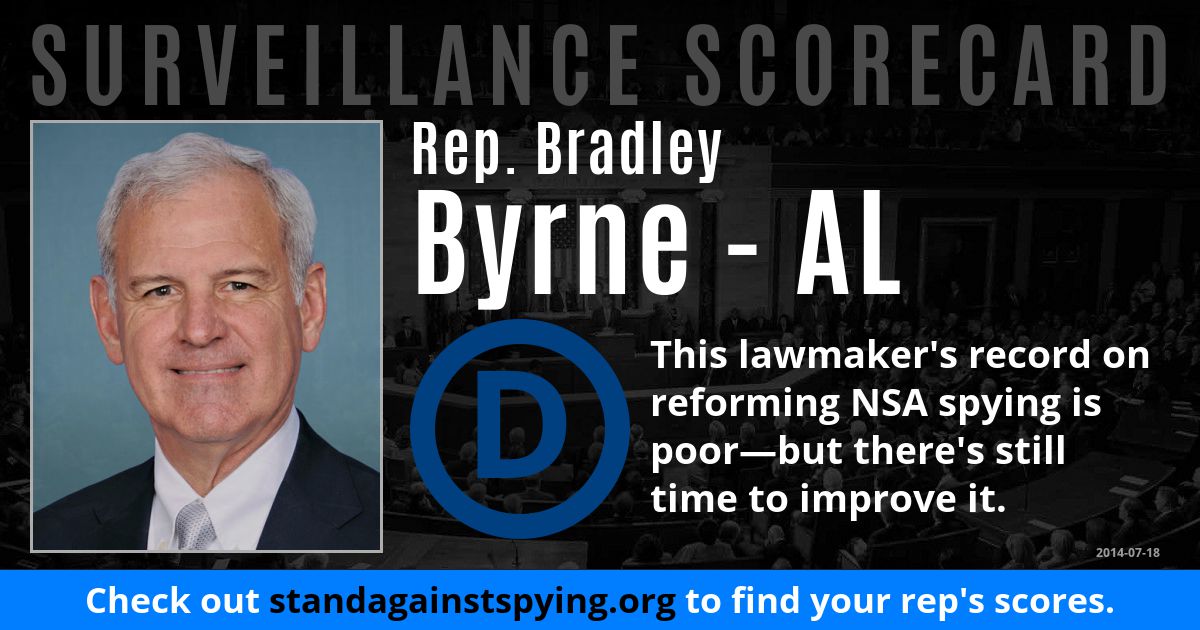 SURVEILLANCE SCORECARD
Rep. Bradley
Byrne - AL
D
This lawmaker's record on
reforming NSA spying is
poor—but there's still
time to improve it.
2014-07-18
Check out standagainstspying.org to find your rep's scores.